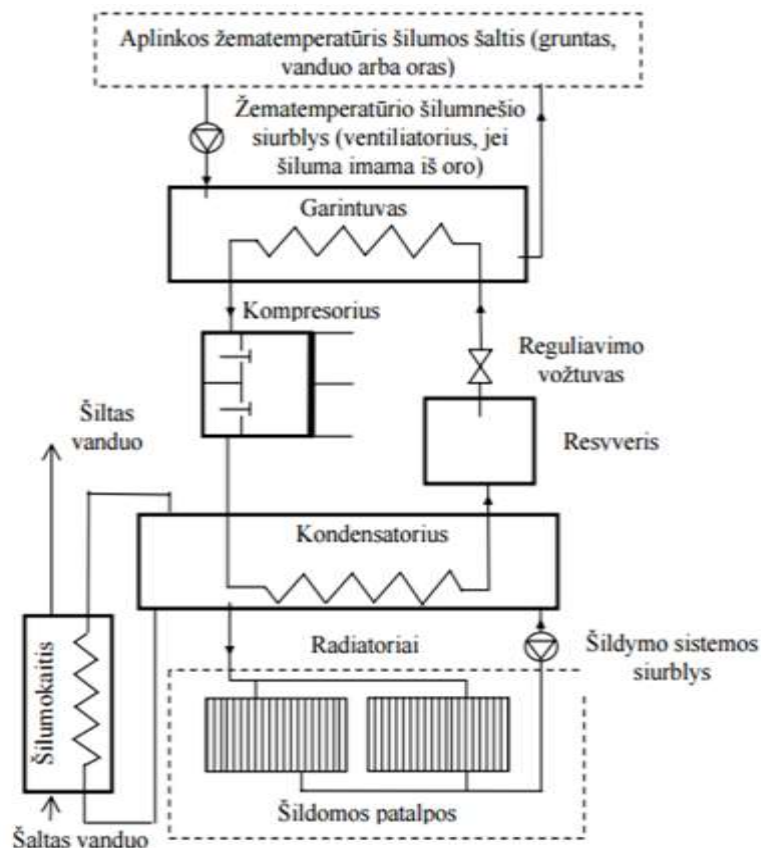 Aplinkos žematemperatūris šilumos šaltis (gruntas,
vanduo arba oras)
Žematemperatūrio šilumnešio
siurblys (ventiliatorius, jei
šiluma imama iš oro)
Garintuvas
Kompresorius
Reguliavimo
vožtuvas
Šiltas
vanduo
Resyveris
Kondensatorius
Radiatoriai
Šildymo sistemos
siurblys
Šilumokaitis
Šildomos patalpos
Šaltas vanduo